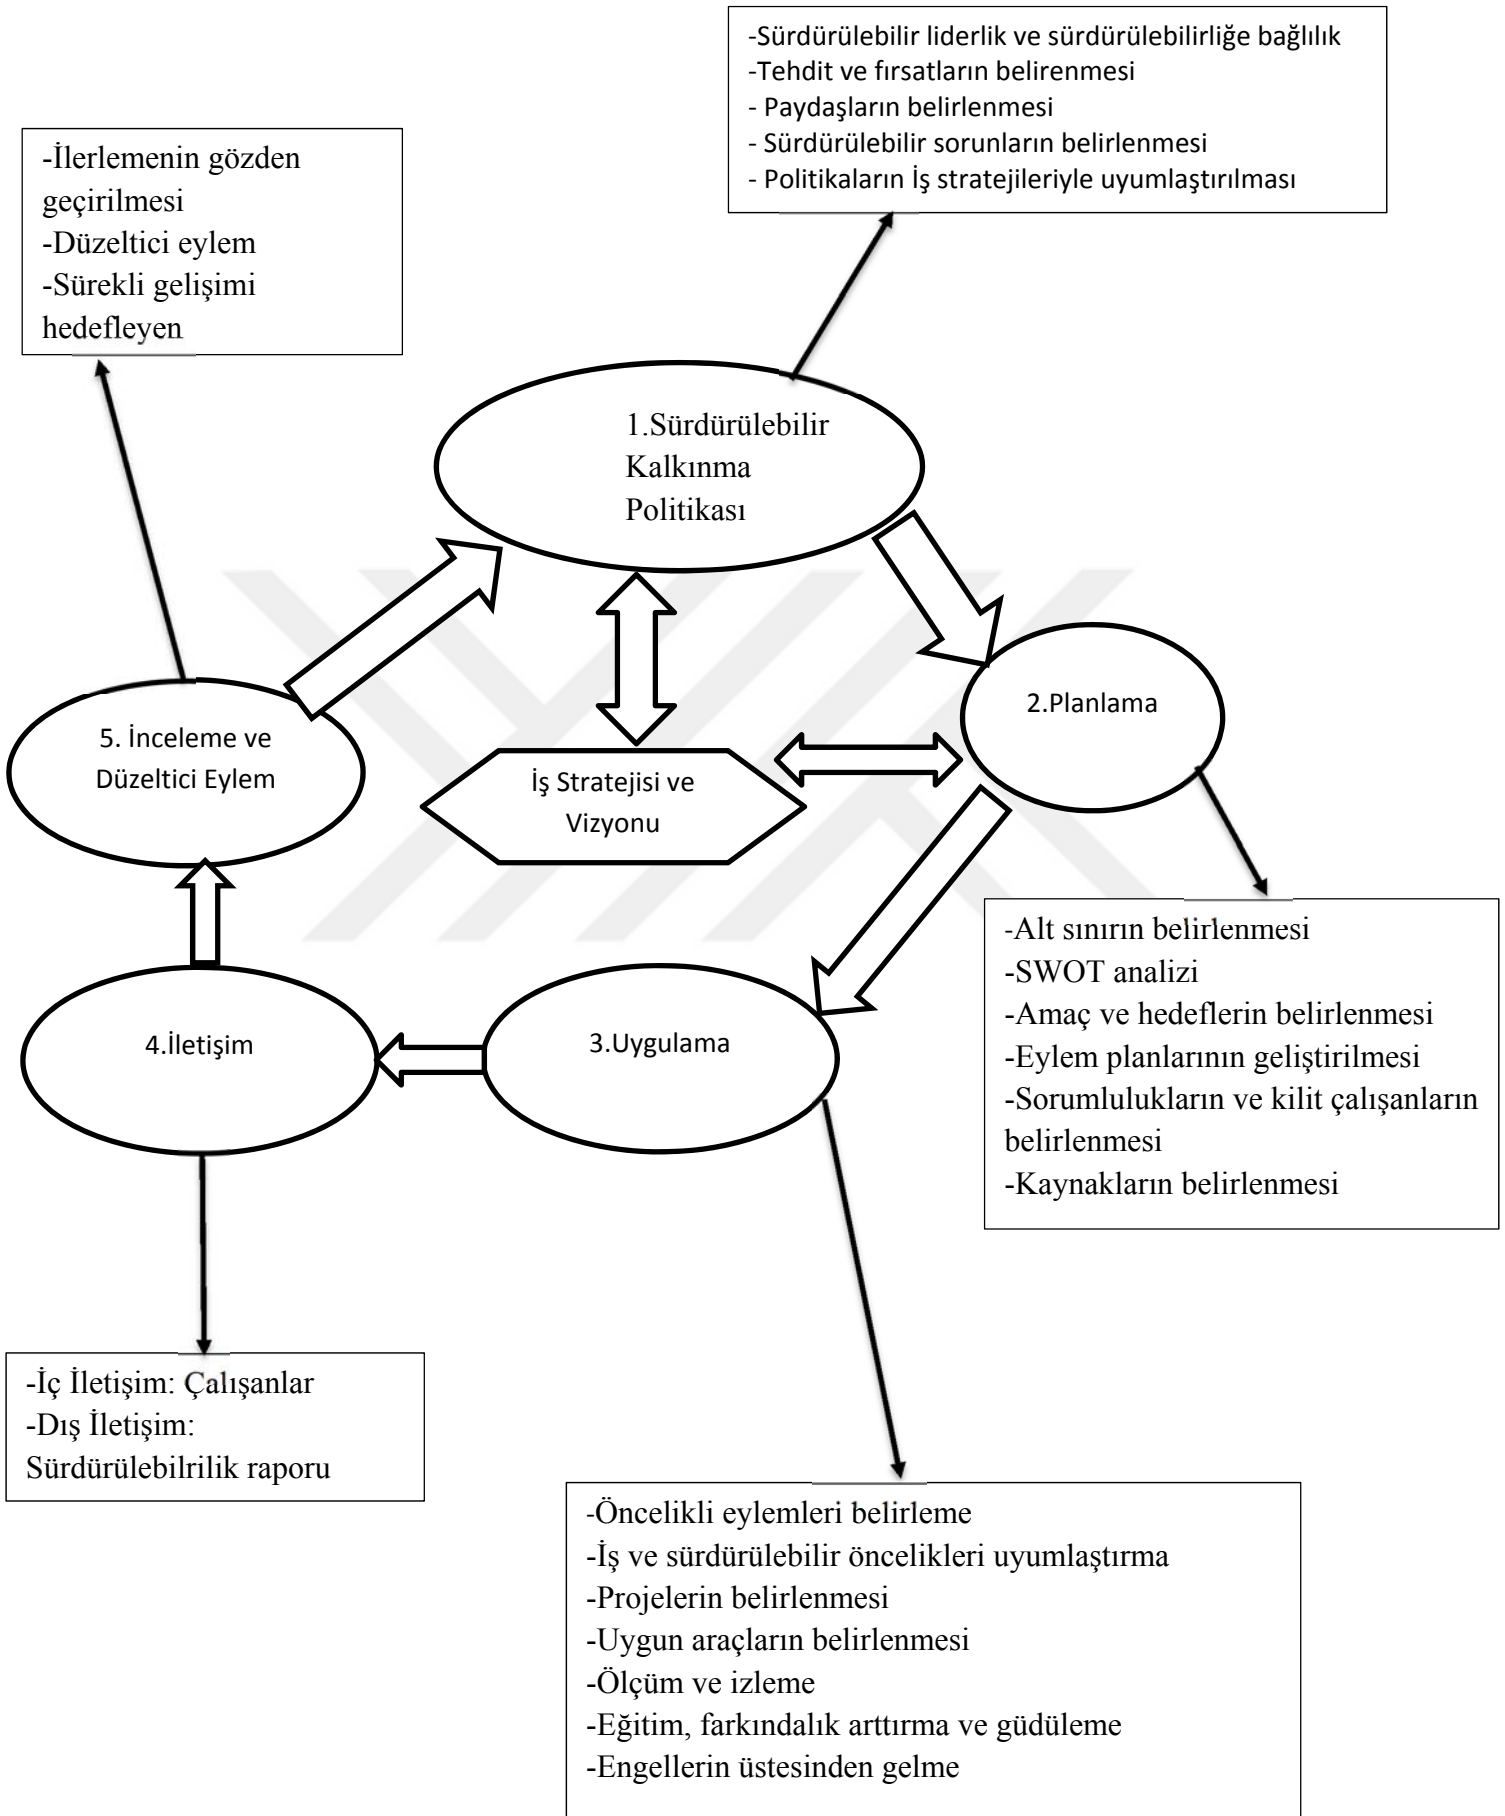 -Sürdürülebilir liderlik ve sürdürülebilirliğe bağlılık
-Tehdit ve fırsatların belirenmesi
- Paydaşların belirlenmesi
- Sürdürülebilir sorunların belirlenmesi
- Politikaların İş stratejileriyle uyumlaştırılması
-İlerlemenin gözden
geçirilmesi
-Düzeltici eylem
-Sürekli gelişimi
hedefleyen
1.Sürdürülebilir
Kalkınma
Politikası
2.Planlama
5. İnceleme ve
Düzeltici Eylem
İş Stratejisi ve
Vizyonu
-Alt sınırın belirlenmesi
-SWOT analizi
-Amaç ve hedeflerin belirlenmesi
-Eylem planlarının geliştirilmesi
-Sorumlulukların ve kilit çalışanların
belirlenmesi
-Kaynakların belirlenmesi
4.İletişim
3.Uygulama
-İç İletişim: Çalışanlar
-Dış İletişim:
Sürdürülebilrilik raporu
-Öncelikli eylemleri belirleme
-İş ve sürdürülebilir öncelikleri uyumlaştırma
-Projelerin belirlenmesi
-Uygun araçların belirlenmesi
-Ölçüm ve izleme
-Eğitim, farkındalık arttırma ve güdüleme
-Engellerin üstesinden gelme